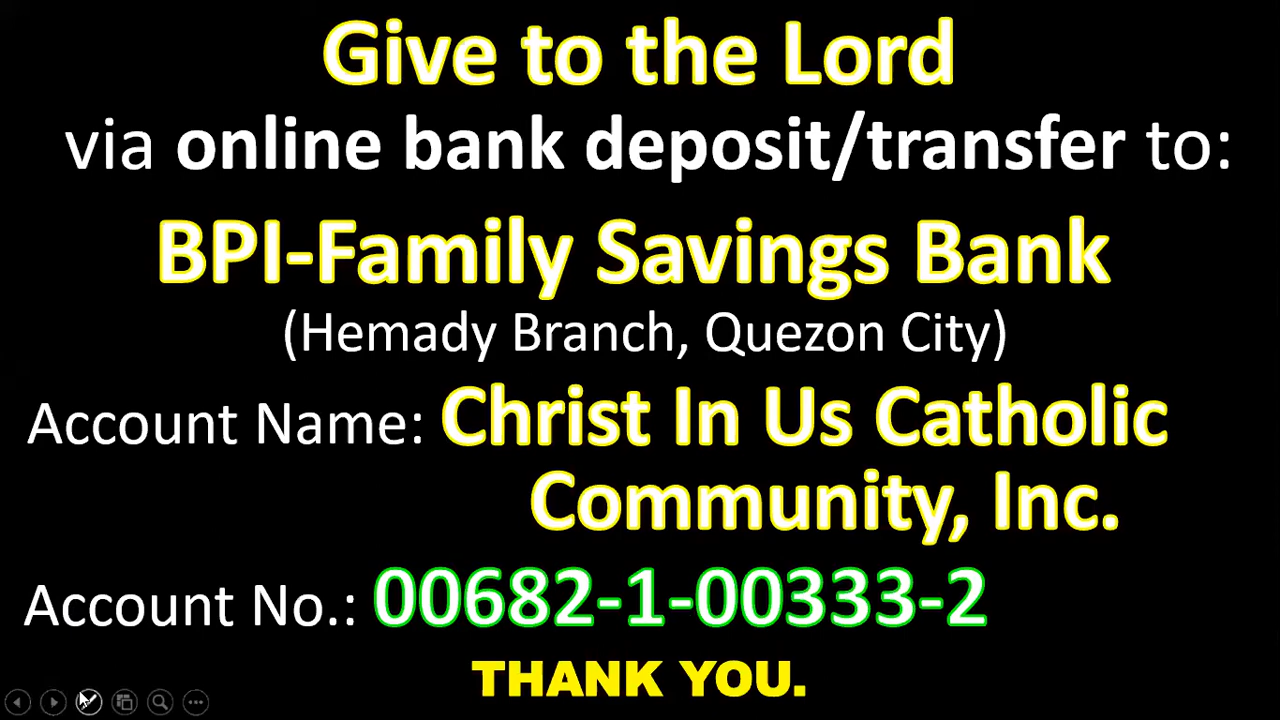 Give to the Lord
via online bank deposit/transfer to:
BPI-Family Savings Bank
(Hemady Branch, Quezon City)
Account Name: Christ In Us Catholic
Community, Inc.
Account No.: 00682-1-00333-2
THANK YOU.